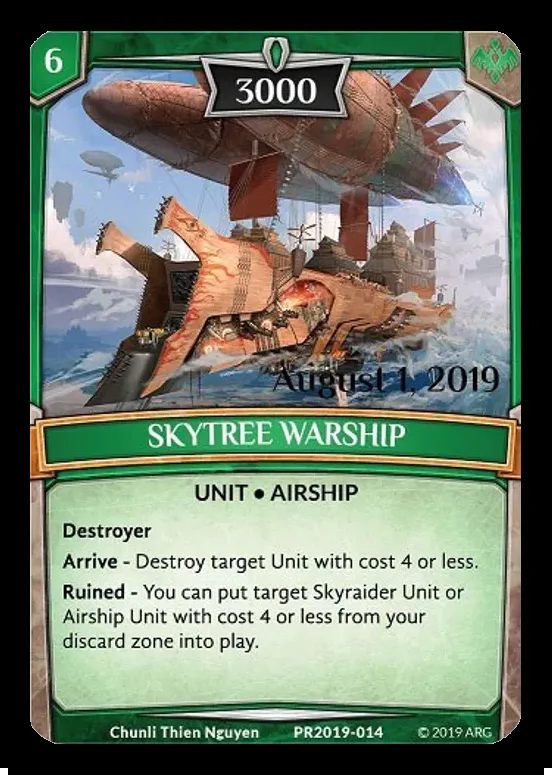 6
3000
August 1, 2019
SKYTREE WARSHIP
UNIT • AIRSHIP
Destroyer
Arrive - Destroy target Unit with cost 4 or less.
Ruined - You can put target Skyraider Unit or
Airship Unit with cost 4 or less from your
discard zone into play.
Chunli Thien Nguyen PR2019-014 © 2019 ARG